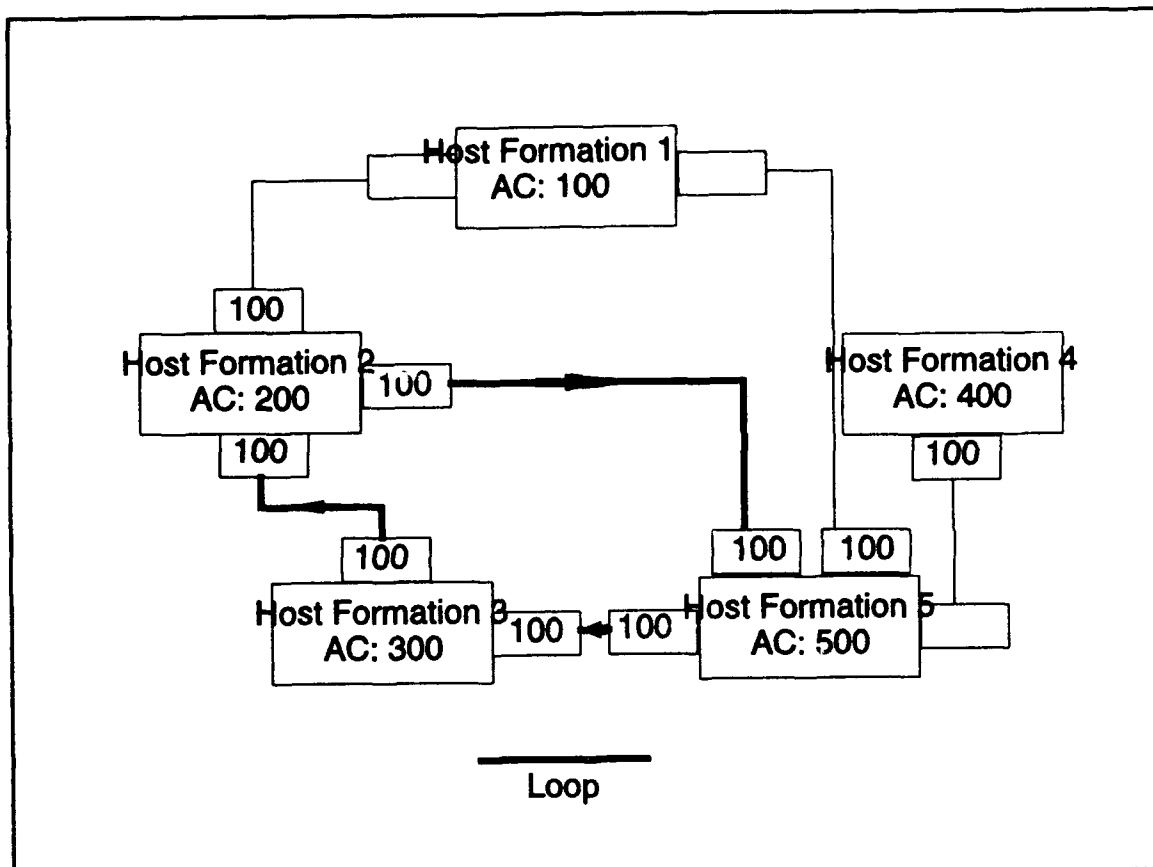 Host Formation 1
AC: 100
100
Host Formation 2
AC: 200
100
100
Host Formation 4
AC: 400
100
100
Host Formation 3
AC: 300
100
100
100
100
Host Formation 5
AC: 500
Loop